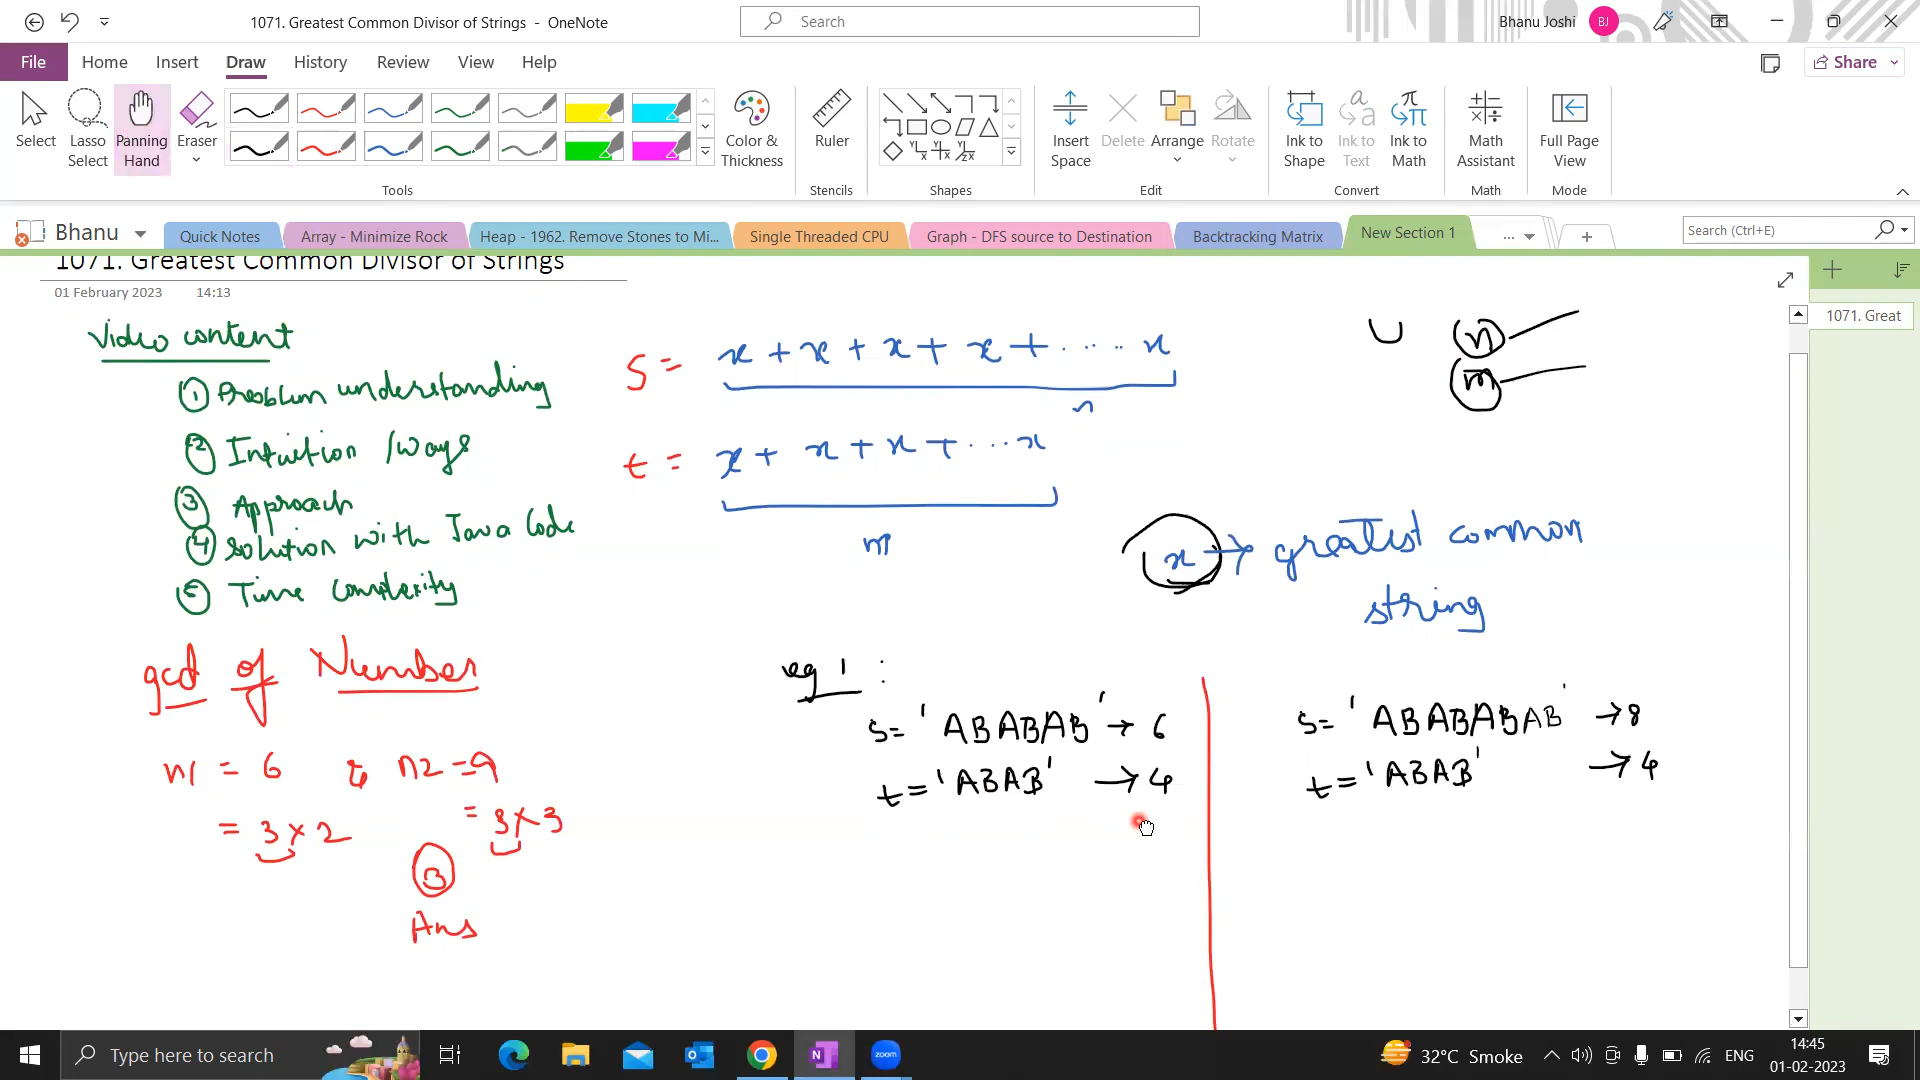 1071. Greatest Common Divisor of Strings - OneNote
Search
Bhanu Joshi
BJ
File
Home
Insert
Draw
History
Review
View
Help
Share
Select
Lasso Select
Panning Hand
Eraser
Color & Thickness
Ruler
Insert Space
Delete
Arrange
Rotate
Ink to Shape
Ink to Text
Ink to Math
Math Assistant
Full Page View
Tools
Stencils
Shapes
Edit
Convert
Math
Mode
Bhanu
Quick Notes
Array - Minimize Rock
Heap - 1962. Remove Stones to Mi...
Single Threaded CPU
Graph - DFS source to Destination
Backtracking Matrix
New Section 1
...
Search (Ctrl+E)
1071. Greatest Common Divisor of Strings
01 February 2023 14:13
1071. Great
Video content
1 Problem understanding
2 Intuition / Ways
3 Approach
4 Solution with Java Code
5 Time complexity
gcd of Number
n1 = 6 & n2 = 9
= 3 x 2
= 3 x 3
3
Ans
S = x + x + x + x + ..... x
n
t = x + x + x + ... x
m
U n
m
x → greatest common
string
eg 1 :
S = 'ABABAB' → 6
t = 'ABAB' → 4
S = 'ABABABAB' → 8
t = 'ABAB' → 4
Type here to search
zoom
32°C Smoke
ENG
14:45
01-02-2023